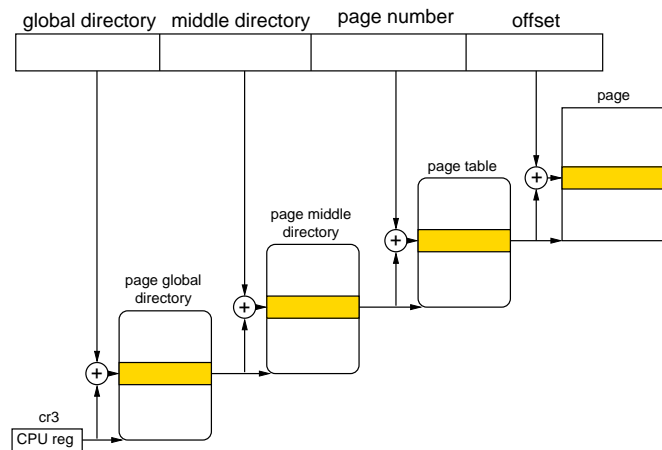 global directory
middle directory
page number
offset
page
page table
page middle
directory
page global
directory
cr3
CPU reg
+
+
+
+